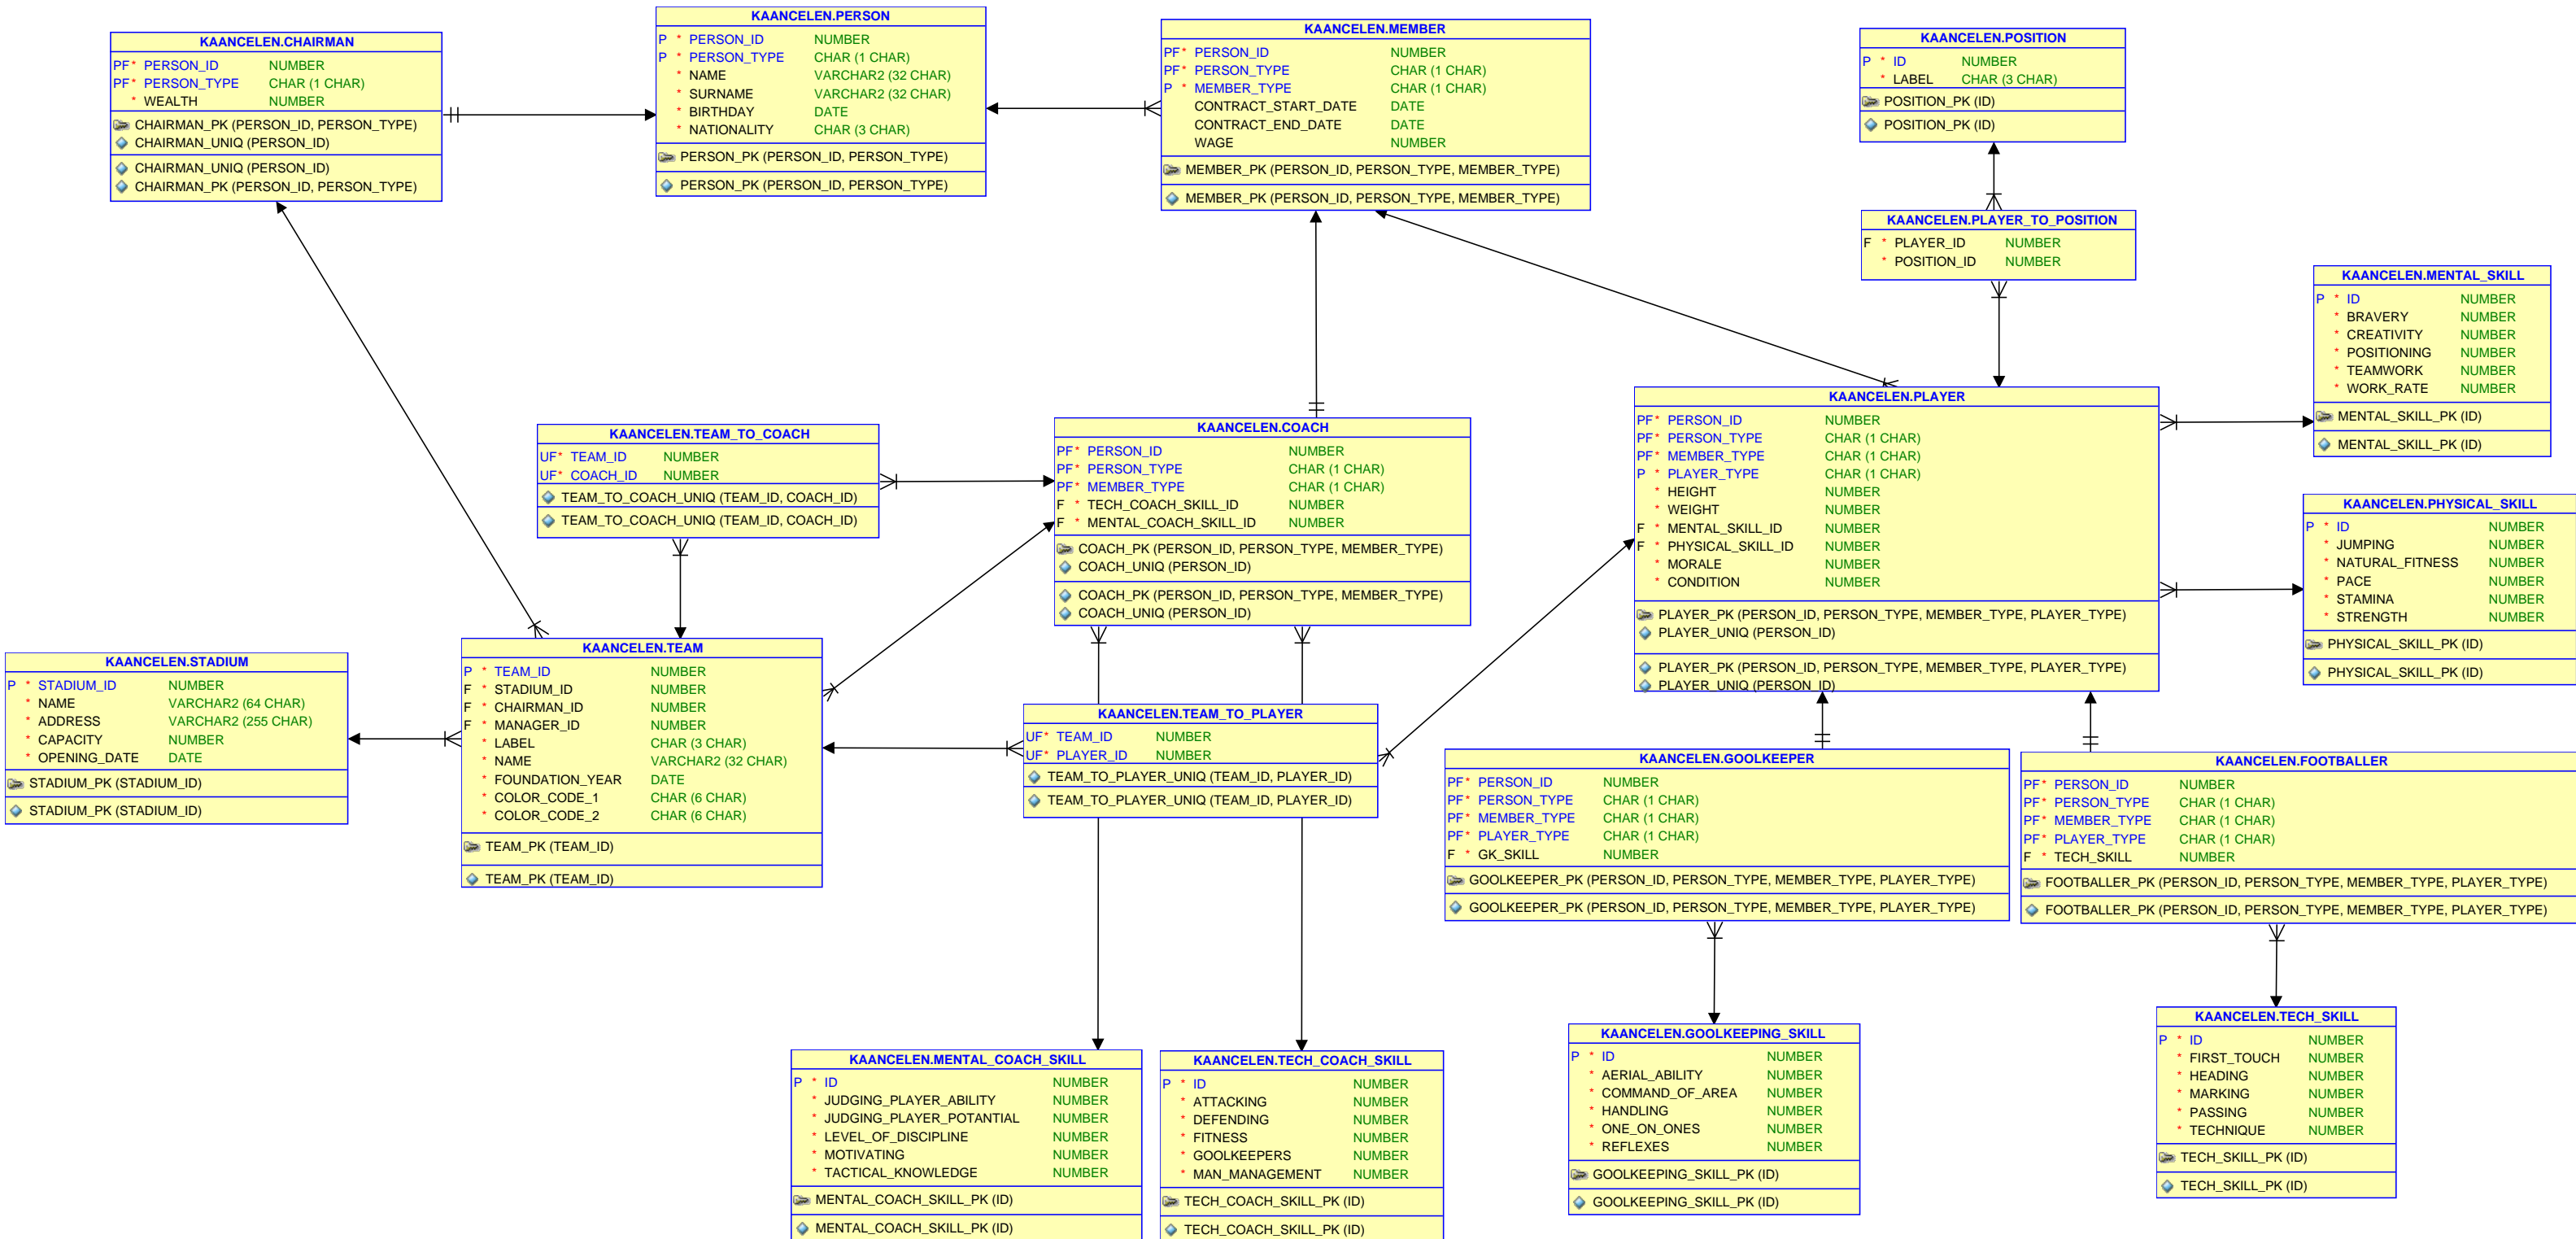 KAANCELEN.CHAIRMAN
PF* PERSON_ID NUMBER
PF* PERSON_TYPE CHAR (1 CHAR)
* WEALTH NUMBER
CHAIRMAN_PK (PERSON_ID, PERSON_TYPE)
CHAIRMAN_UNIQ (PERSON_ID)
CHAIRMAN_UNIQ (PERSON_ID)
CHAIRMAN_PK (PERSON_ID, PERSON_TYPE)
KAANCELEN.PERSON
P * PERSON_ID NUMBER
P * PERSON_TYPE CHAR (1 CHAR)
* NAME VARCHAR2 (32 CHAR)
* SURNAME VARCHAR2 (32 CHAR)
* BIRTHDAY DATE
* NATIONALITY CHAR (3 CHAR)
PERSON_PK (PERSON_ID, PERSON_TYPE)
PERSON_PK (PERSON_ID, PERSON_TYPE)
KAANCELEN.MEMBER
PF* PERSON_ID NUMBER
PF* PERSON_TYPE CHAR (1 CHAR)
P * MEMBER_TYPE CHAR (1 CHAR)
CONTRACT_START_DATE DATE
CONTRACT_END_DATE DATE
WAGE NUMBER
MEMBER_PK (PERSON_ID, PERSON_TYPE, MEMBER_TYPE)
MEMBER_PK (PERSON_ID, PERSON_TYPE, MEMBER_TYPE)
KAANCELEN.POSITION
P * ID NUMBER
* LABEL CHAR (3 CHAR)
POSITION_PK (ID)
POSITION_PK (ID)
KAANCELEN.PLAYER_TO_POSITION
F * PLAYER_ID NUMBER
* POSITION_ID NUMBER
KAANCELEN.MENTAL_SKILL
P * ID NUMBER
* BRAVERY NUMBER
* CREATIVITY NUMBER
* POSITIONING NUMBER
* TEAMWORK NUMBER
* WORK_RATE NUMBER
MENTAL_SKILL_PK (ID)
MENTAL_SKILL_PK (ID)
KAANCELEN.TEAM_TO_COACH
UF* TEAM_ID NUMBER
UF* COACH_ID NUMBER
TEAM_TO_COACH_UNIQ (TEAM_ID, COACH_ID)
TEAM_TO_COACH_UNIQ (TEAM_ID, COACH_ID)
KAANCELEN.COACH
PF* PERSON_ID NUMBER
PF* PERSON_TYPE CHAR (1 CHAR)
PF* MEMBER_TYPE CHAR (1 CHAR)
F * TECH_COACH_SKILL_ID NUMBER
F * MENTAL_COACH_SKILL_ID NUMBER
COACH_PK (PERSON_ID, PERSON_TYPE, MEMBER_TYPE)
COACH_UNIQ (PERSON_ID)
COACH_PK (PERSON_ID, PERSON_TYPE, MEMBER_TYPE)
COACH_UNIQ (PERSON_ID)
KAANCELEN.PLAYER
PF* PERSON_ID NUMBER
PF* PERSON_TYPE CHAR (1 CHAR)
PF* MEMBER_TYPE CHAR (1 CHAR)
P * PLAYER_TYPE CHAR (1 CHAR)
* HEIGHT NUMBER
* WEIGHT NUMBER
F * MENTAL_SKILL_ID NUMBER
F * PHYSICAL_SKILL_ID NUMBER
* MORALE NUMBER
* CONDITION NUMBER
PLAYER_PK (PERSON_ID, PERSON_TYPE, MEMBER_TYPE, PLAYER_TYPE)
PLAYER_UNIQ (PERSON_ID)
PLAYER_PK (PERSON_ID, PERSON_TYPE, MEMBER_TYPE, PLAYER_TYPE)
PLAYER_UNIQ (PERSON_ID)
KAANCELEN.PHYSICAL_SKILL
P * ID NUMBER
* JUMPING NUMBER
* NATURAL_FITNESS NUMBER
* PACE NUMBER
* STAMINA NUMBER
* STRENGTH NUMBER
PHYSICAL_SKILL_PK (ID)
PHYSICAL_SKILL_PK (ID)
KAANCELEN.STADIUM
P * STADIUM_ID NUMBER
* NAME VARCHAR2 (64 CHAR)
* ADDRESS VARCHAR2 (255 CHAR)
* CAPACITY NUMBER
* OPENING_DATE DATE
STADIUM_PK (STADIUM_ID)
STADIUM_PK (STADIUM_ID)
KAANCELEN.TEAM
P * TEAM_ID NUMBER
F * STADIUM_ID NUMBER
F * CHAIRMAN_ID NUMBER
F * MANAGER_ID NUMBER
* LABEL CHAR (3 CHAR)
* NAME VARCHAR2 (32 CHAR)
* FOUNDATION_YEAR DATE
* COLOR_CODE_1 CHAR (6 CHAR)
* COLOR_CODE_2 CHAR (6 CHAR)
TEAM_PK (TEAM_ID)
TEAM_PK (TEAM_ID)
KAANCELEN.TEAM_TO_PLAYER
UF* TEAM_ID NUMBER
UF* PLAYER_ID NUMBER
TEAM_TO_PLAYER_UNIQ (TEAM_ID, PLAYER_ID)
TEAM_TO_PLAYER_UNIQ (TEAM_ID, PLAYER_ID)
KAANCELEN.GOOLKEEPER
PF* PERSON_ID NUMBER
PF* PERSON_TYPE CHAR (1 CHAR)
PF* MEMBER_TYPE CHAR (1 CHAR)
PF* PLAYER_TYPE CHAR (1 CHAR)
F * GK_SKILL NUMBER
GOOLKEEPER_PK (PERSON_ID, PERSON_TYPE, MEMBER_TYPE, PLAYER_TYPE)
GOOLKEEPER_PK (PERSON_ID, PERSON_TYPE, MEMBER_TYPE, PLAYER_TYPE)
KAANCELEN.FOOTBALLER
PF* PERSON_ID NUMBER
PF* PERSON_TYPE CHAR (1 CHAR)
PF* MEMBER_TYPE CHAR (1 CHAR)
PF* PLAYER_TYPE CHAR (1 CHAR)
F * TECH_SKILL NUMBER
FOOTBALLER_PK (PERSON_ID, PERSON_TYPE, MEMBER_TYPE, PLAYER_TYPE)
FOOTBALLER_PK (PERSON_ID, PERSON_TYPE, MEMBER_TYPE, PLAYER_TYPE)
KAANCELEN.MENTAL_COACH_SKILL
P * ID NUMBER
* JUDGING_PLAYER_ABILITY NUMBER
* JUDGING_PLAYER_POTANTIAL NUMBER
* LEVEL_OF_DISCIPLINE NUMBER
* MOTIVATING NUMBER
* TACTICAL_KNOWLEDGE NUMBER
MENTAL_COACH_SKILL_PK (ID)
MENTAL_COACH_SKILL_PK (ID)
KAANCELEN.TECH_COACH_SKILL
P * ID NUMBER
* ATTACKING NUMBER
* DEFENDING NUMBER
* FITNESS NUMBER
* GOOLKEEPERS NUMBER
* MAN_MANAGEMENT NUMBER
TECH_COACH_SKILL_PK (ID)
TECH_COACH_SKILL_PK (ID)
KAANCELEN.GOOLKEEPING_SKILL
P * ID NUMBER
* AERIAL_ABILITY NUMBER
* COMMAND_OF_AREA NUMBER
* HANDLING NUMBER
* ONE_ON_ONES NUMBER
* REFLEXES NUMBER
GOOLKEEPING_SKILL_PK (ID)
GOOLKEEPING_SKILL_PK (ID)
KAANCELEN.TECH_SKILL
P * ID NUMBER
* FIRST_TOUCH NUMBER
* HEADING NUMBER
* MARKING NUMBER
* PASSING NUMBER
* TECHNIQUE NUMBER
TECH_SKILL_PK (ID)
TECH_SKILL_PK (ID)